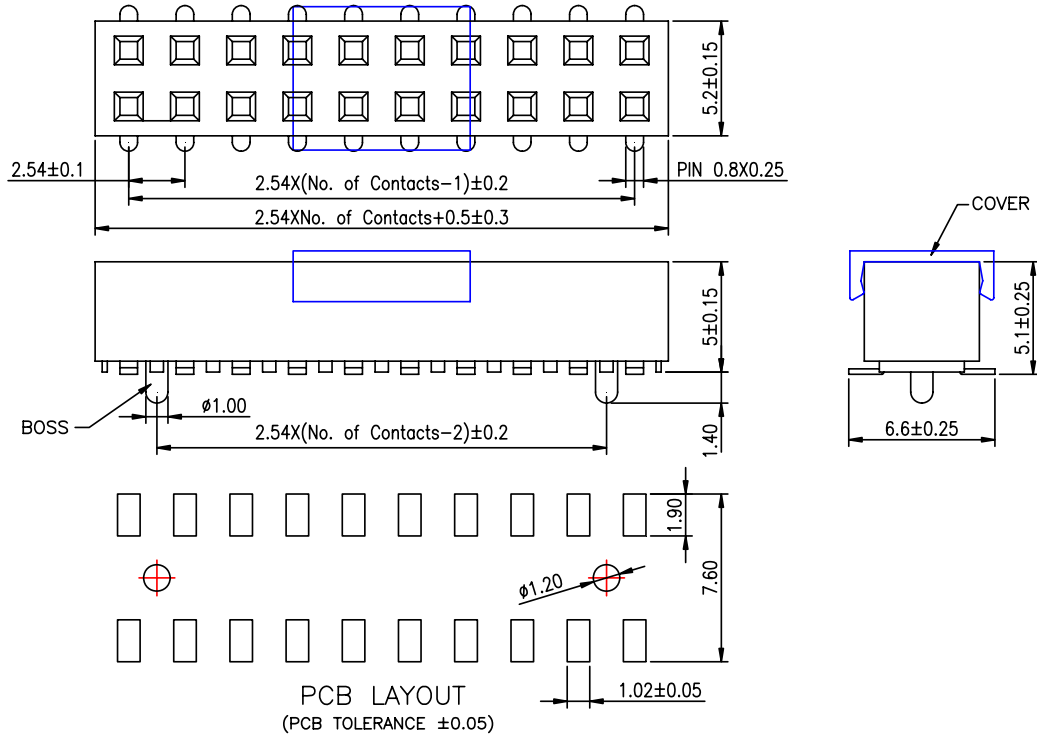 5.2±0.15
2.54±0.1
PIN 0.8X0.25
2.54X(No. of Contacts-1)±0.2
2.54XNo. of Contacts+0.5±0.3
COVER
5±0.15
5.1±0.25
BOSS
ø1.00
2.54X(No. of Contacts-2)±0.2
1.40
6.6±0.25
1.90
7.60
ø1.20
1.02±0.05
PCB LAYOUT
(PCB TOLERANCE ±0.05)